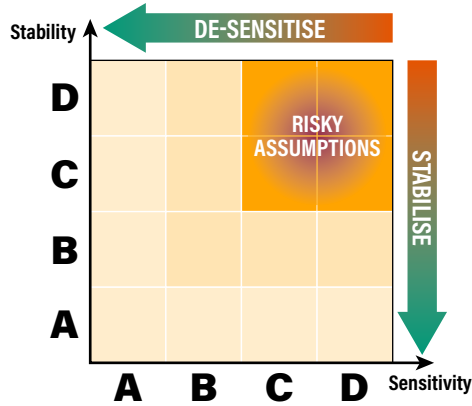 Stability
DE-SENSITISE
D
RISKY
ASSUMPTIONS
C
STABILISE
B
A
A B C D
Sensitivity